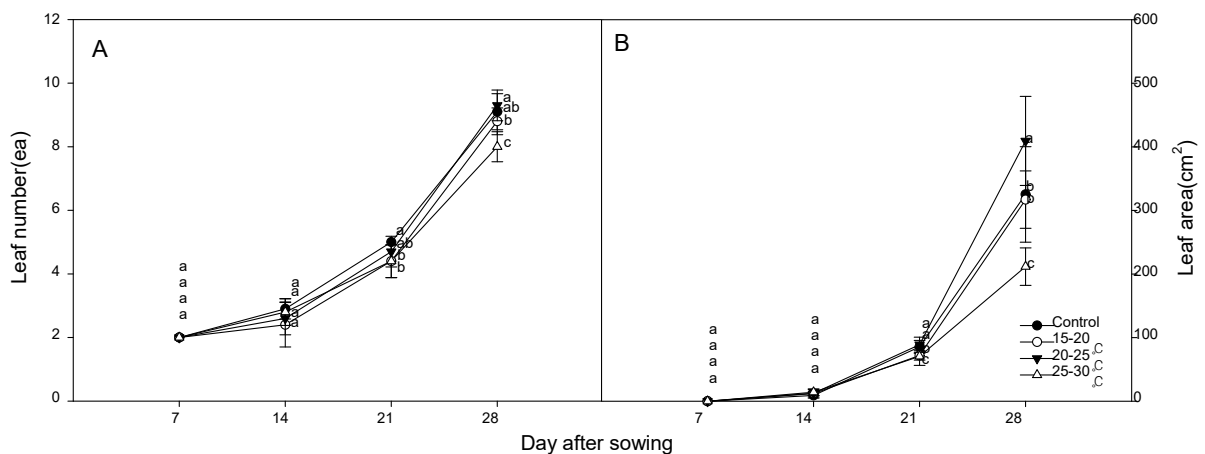 A
B
Leaf number(ea)
12
10
8
6
4
2
0
a
a
a
a
a
a
a
a
a
ab
b
b
a
ab
b
c
7
14
21
28
Day after sowing
a
a
a
a
a
a
a
a
a
a
b
c
a
b
b
c
7
14
21
28
600
500
400
300
200
100
0
Leaf area(cm²)
Control
15-20 °C
20-25 °C
25-30 °C